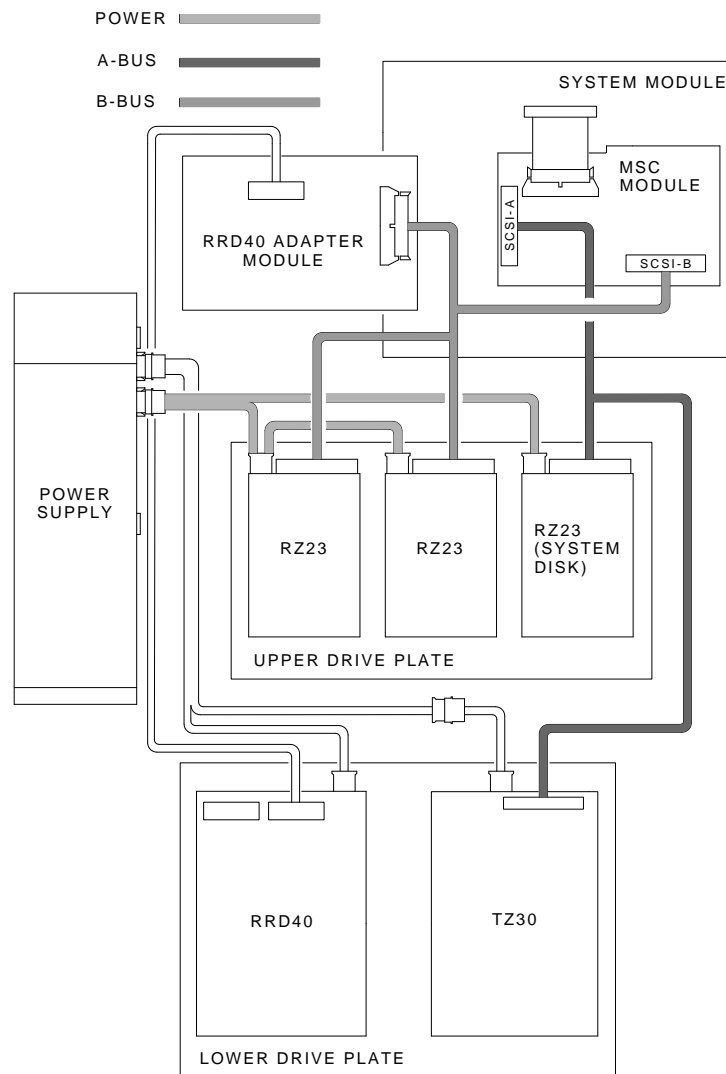 POWER
A-BUS
B-BUS
SYSTEM MODULE
MSC
MODULE
SCSI-A
SCSI-B
RRD40 ADAPTER
MODULE
POWER
SUPPLY
RZ23
RZ23
RZ23
(SYSTEM
DISK)
UPPER DRIVE PLATE
RRD40
TZ30
LOWER DRIVE PLATE